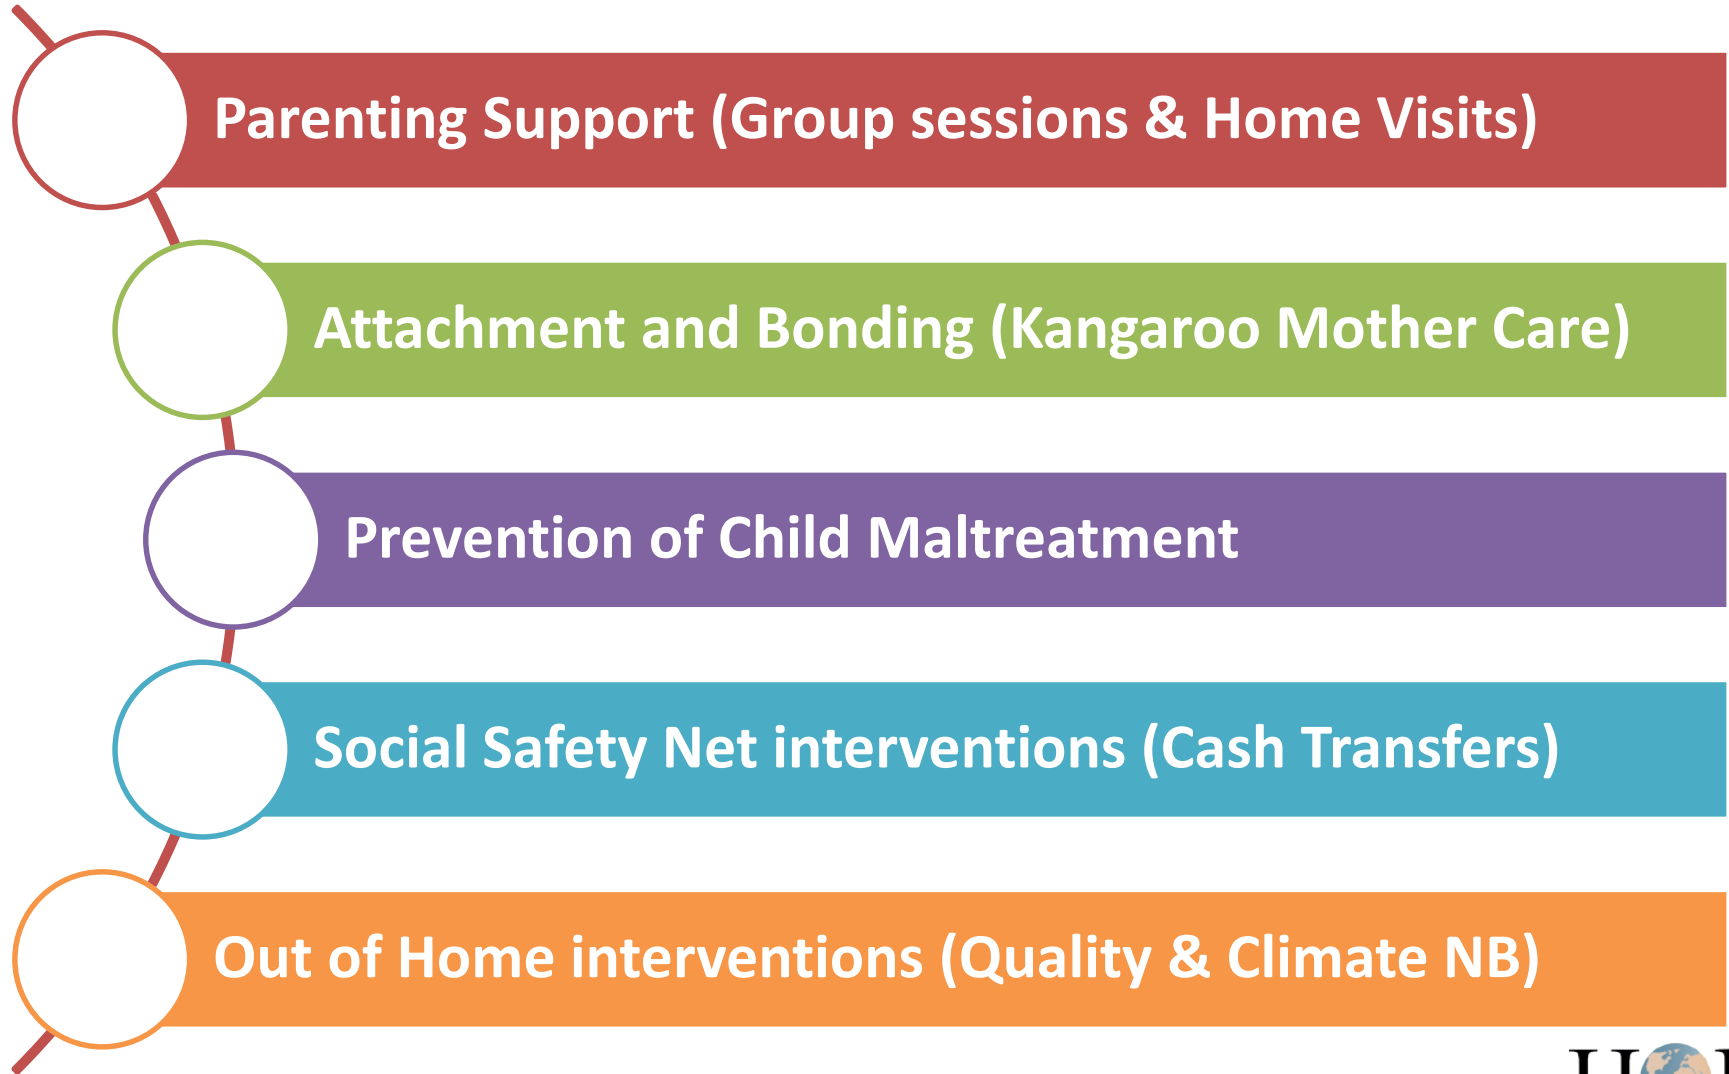 Parenting Support (Group sessions & Home Visits)
Attachment and Bonding (Kangaroo Mother Care)
Prevention of Child Maltreatment
Social Safety Net interventions (Cash Transfers)
Out of Home interventions (Quality & Climate NB)